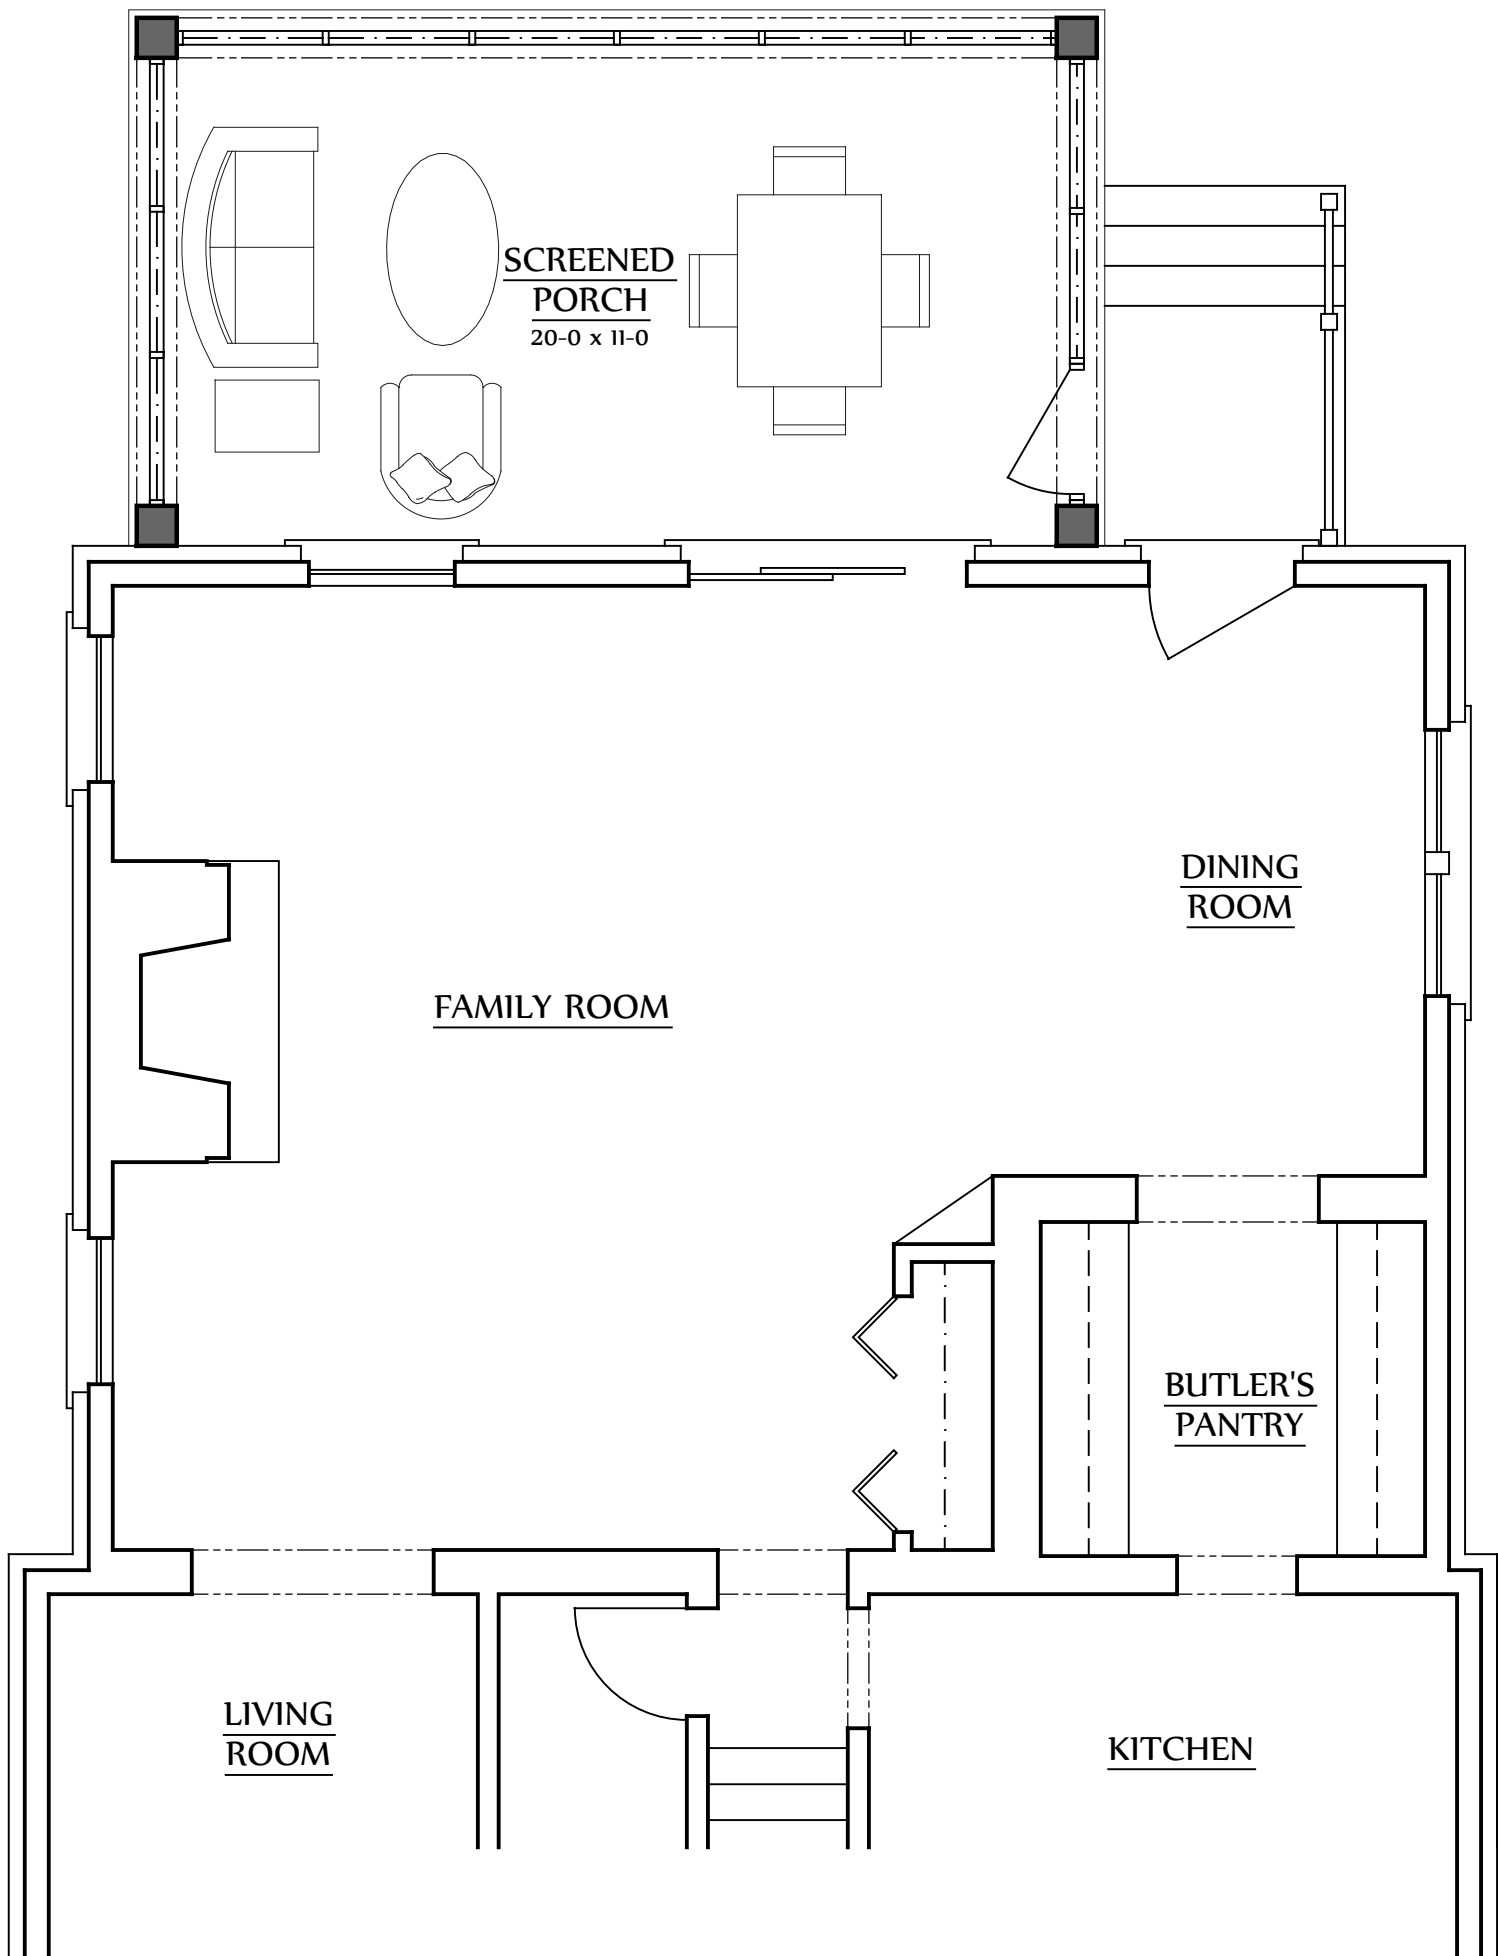 SCREENED
PORCH
20-0 x 11-0
DINING
ROOM
FAMILY ROOM
BUTLER'S
PANTRY
LIVING
ROOM
KITCHEN